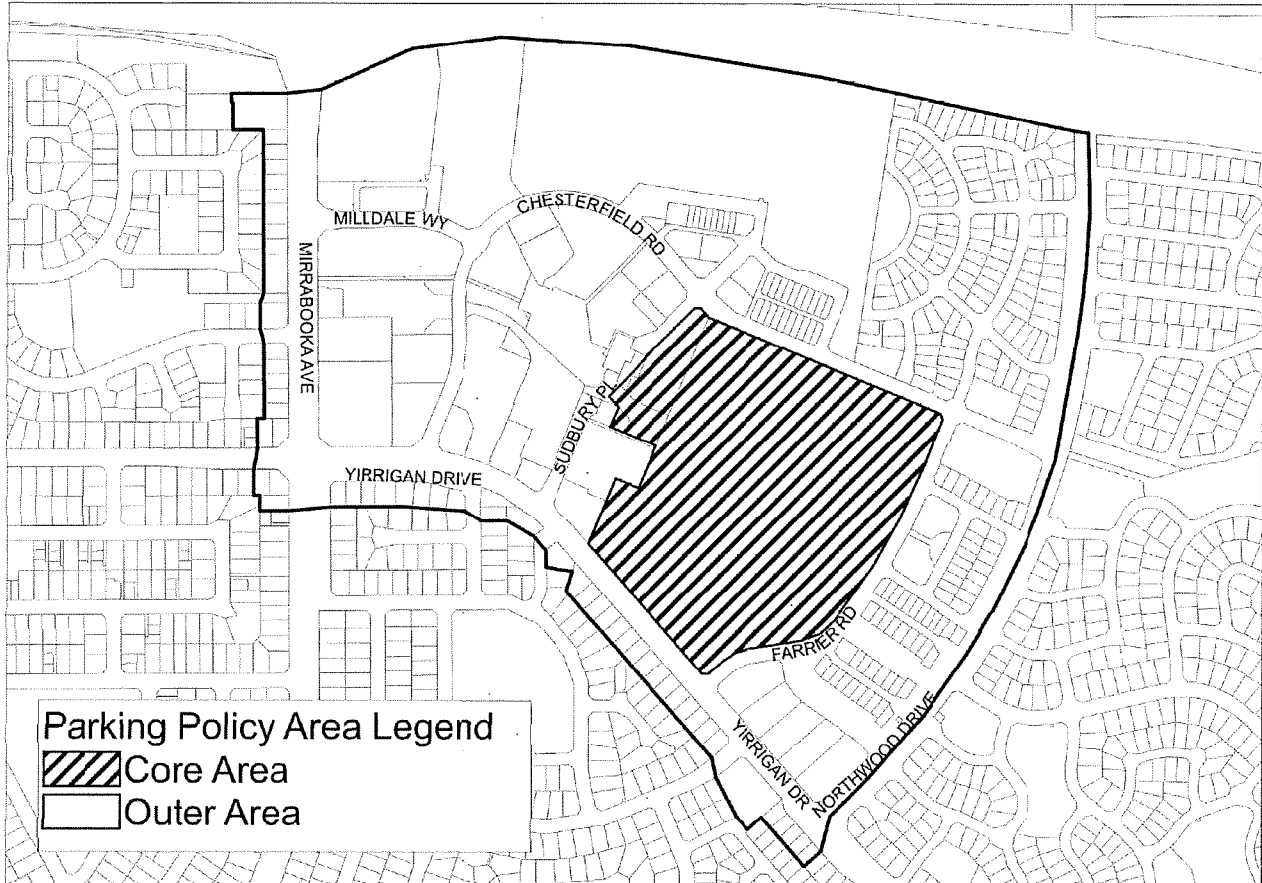 MILLDALE WY
CHESTERFIELD RD
MIRRABOOKA AVE
SUDBURY PL
YIRRIGAN DRIVE
FARRIER RD
YIRRIGAN DR
NORTHWOOD DRIVE
Parking Policy Area Legend
Core Area
Outer Area